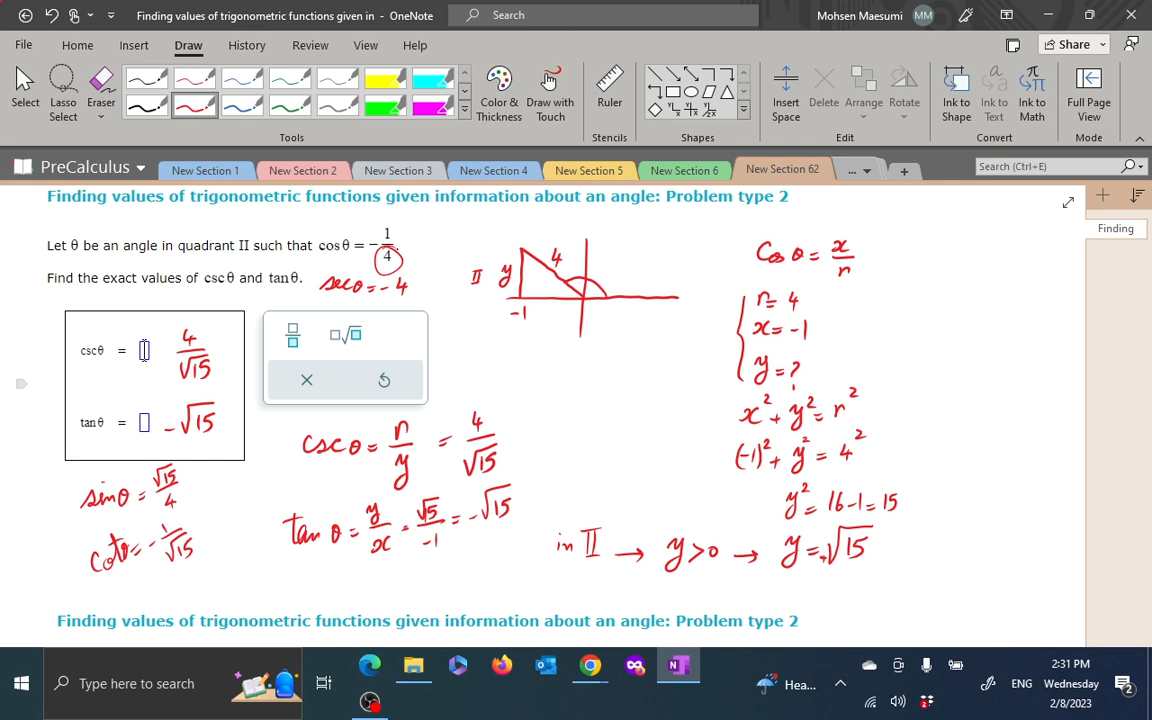 Finding values of trigonometric functions given in - OneNote
Search
Mohsen Maesumi MM
File Home Insert Draw History Review View Help
Share
Select
Lasso Select
Eraser
Color & Thickness
Draw with Touch
Ruler
Insert Space
Delete
Arrange
Rotate
Ink to Shape
Ink to Text
Ink to Math
Full Page View
Tools Stencils Shapes Edit Convert Mode
PreCalculus
New Section 1 New Section 2 New Section 3 New Section 4 New Section 5 New Section 6 New Section 62 ...
Search (Ctrl+E)
Finding
Finding values of trigonometric functions given information about an angle: Problem type 2
Let θ be an angle in quadrant II such that cosθ = -1/4.
Find the exact values of cscθ and tanθ.
secθ = -4
II y 4
-1
cscθ = 4/√15
tanθ = -√15
sinθ = √15/4
cotθ = -1/√15
cscθ = r/y = 4/√15
tanθ = y/x = √15/-1 = -√15
Cosθ = x/r
r = 4
x = -1
y = ?
x² + y² = r²
(-1)² + y² = 4²
y² = 16-1 = 15
in II → y>0 → y = +√15
Finding values of trigonometric functions given information about an angle: Problem type 2
Type here to search
Hea...
ENG
2:31 PM
Wednesday
2/8/2023
2